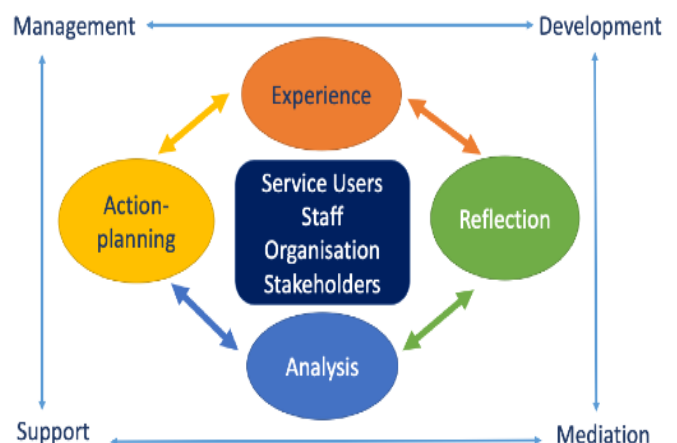 Management
Development
Experience
Action-
planning
Service Users
Staff
Organisation
Stakeholders
Reflection
Analysis
Support
Mediation